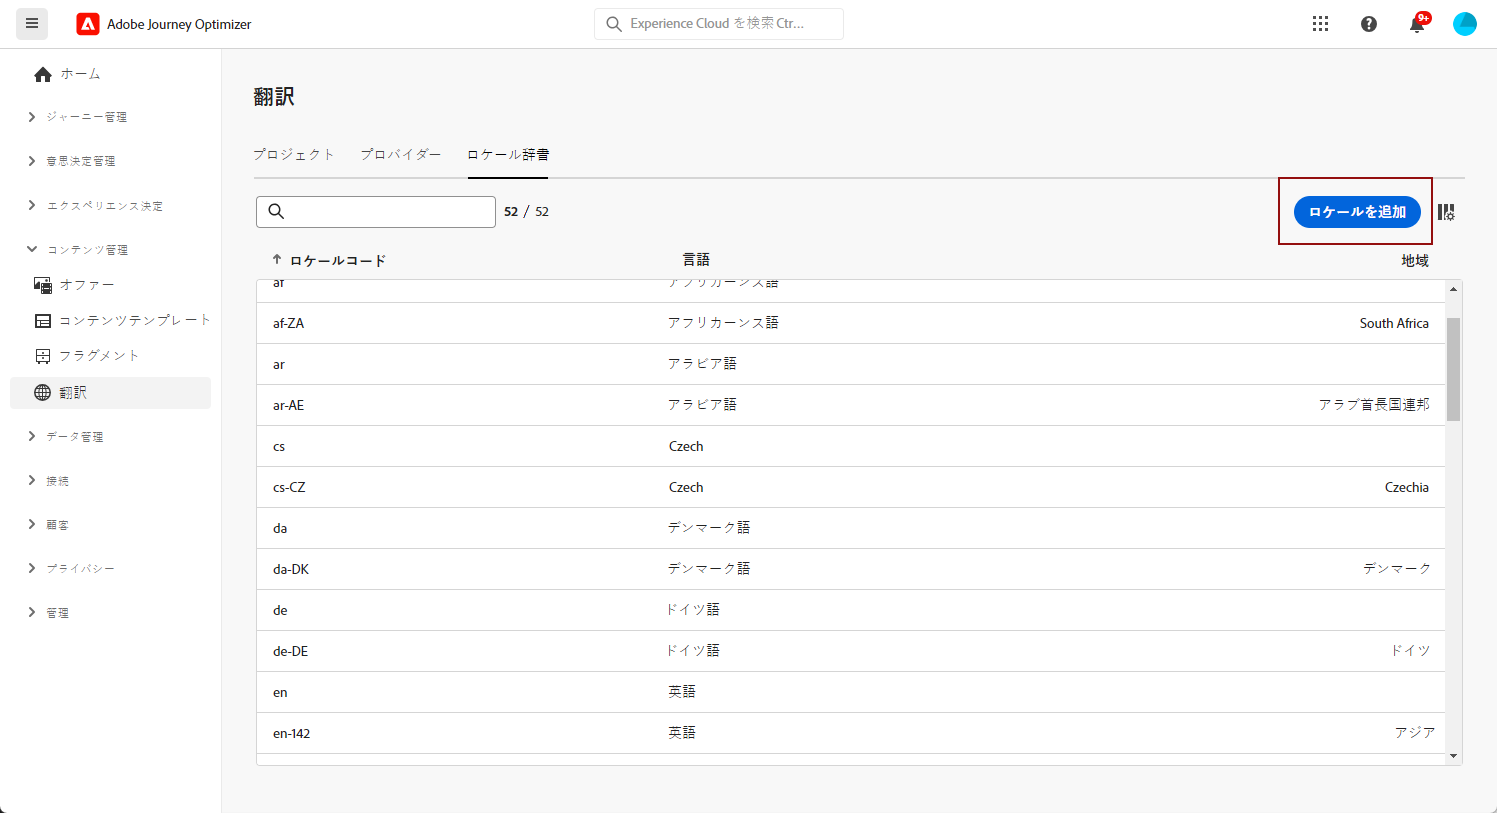 Adobe Journey Optimizer
Experience Cloud を検索 Ctr...
9+
ホーム
ジャーニー管理
意思決定管理
エクスペリエンス決定
コンテンツ管理
オファー
コンテンツテンプレート
フラグメント
翻訳
データ管理
接続
顧客
プライバシー
管理
翻訳
プロジェクト プロバイダー ロケール辞書
52 / 52
ロケールを追加
ロケールコード 言語 地域
af アフリカーンス語
af-ZA アフリカーンス語 South Africa
ar アラビア語
ar-AE アラビア語 アラブ首長国連邦
cs Czech
cs-CZ Czech Czechia
da デンマーク語
da-DK デンマーク語 デンマーク
de ドイツ語
de-DE ドイツ語 ドイツ
en 英語
en-142 英語 アジア